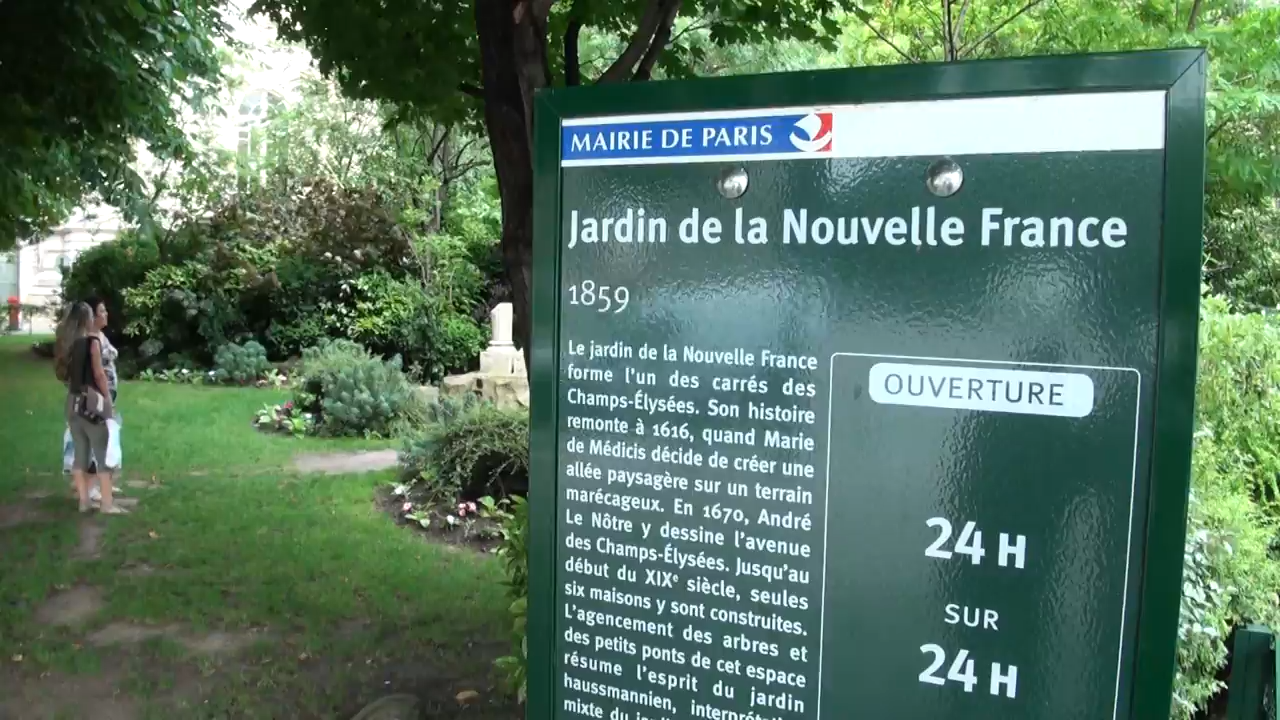 MAIRIE DE PARIS
Jardin de la Nouvelle France
1859
Le jardin de la Nouvelle France
forme l'un des carrés des
Champs-Élysées. Son histoire
remonte à 1616, quand Marie
de Médicis décide de créer une
allée paysagère sur un terrain
marécageux. En 1670, André
Le Nôtre y dessine l'avenue
des Champs-Élysées. Jusqu'au
début du XIXe siècle, seules
six maisons y sont construites.
L'agencement des arbres et
des petits ponts de cet espace
résume l'esprit du jardin
haussmannien,
mixte du
OUVERTURE
24 H
SUR
24 H